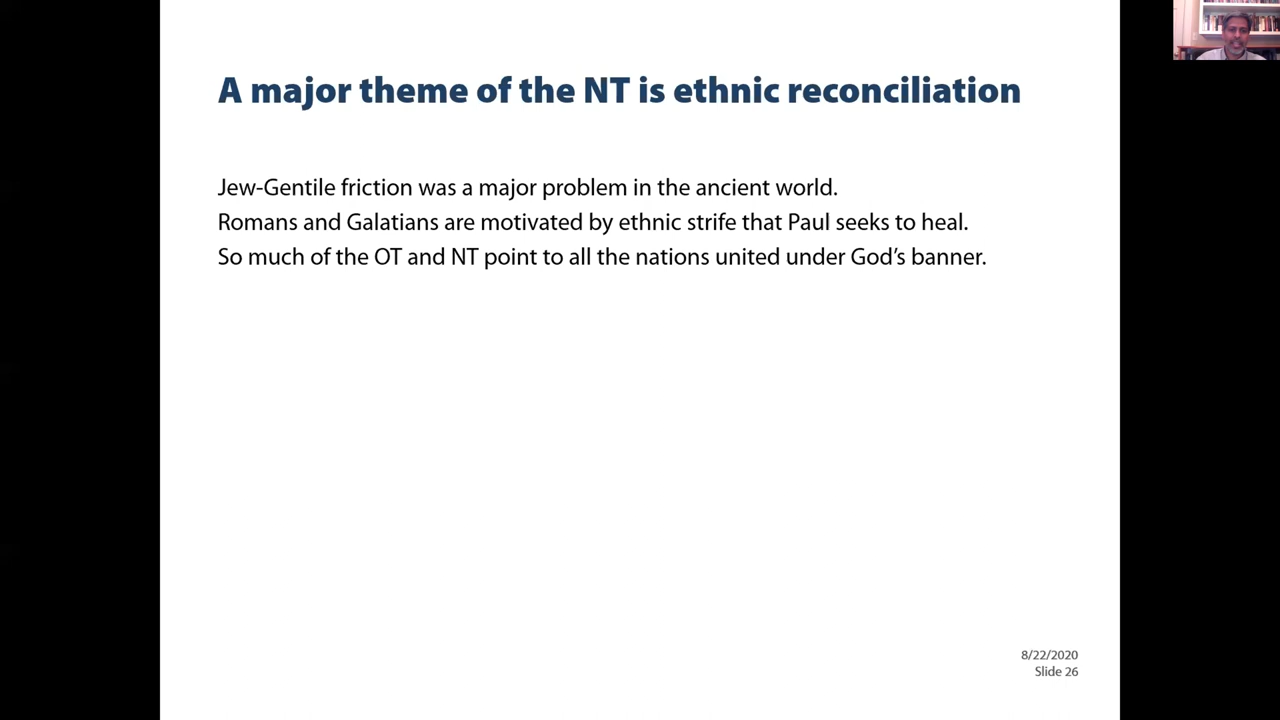 A major theme of the NT is ethnic reconciliation
Jew-Gentile friction was a major problem in the ancient world.
Romans and Galatians are motivated by ethnic strife that Paul seeks to heal.
So much of the OT and NT point to all the nations united under God’s banner.
8/22/2020
Slide 26